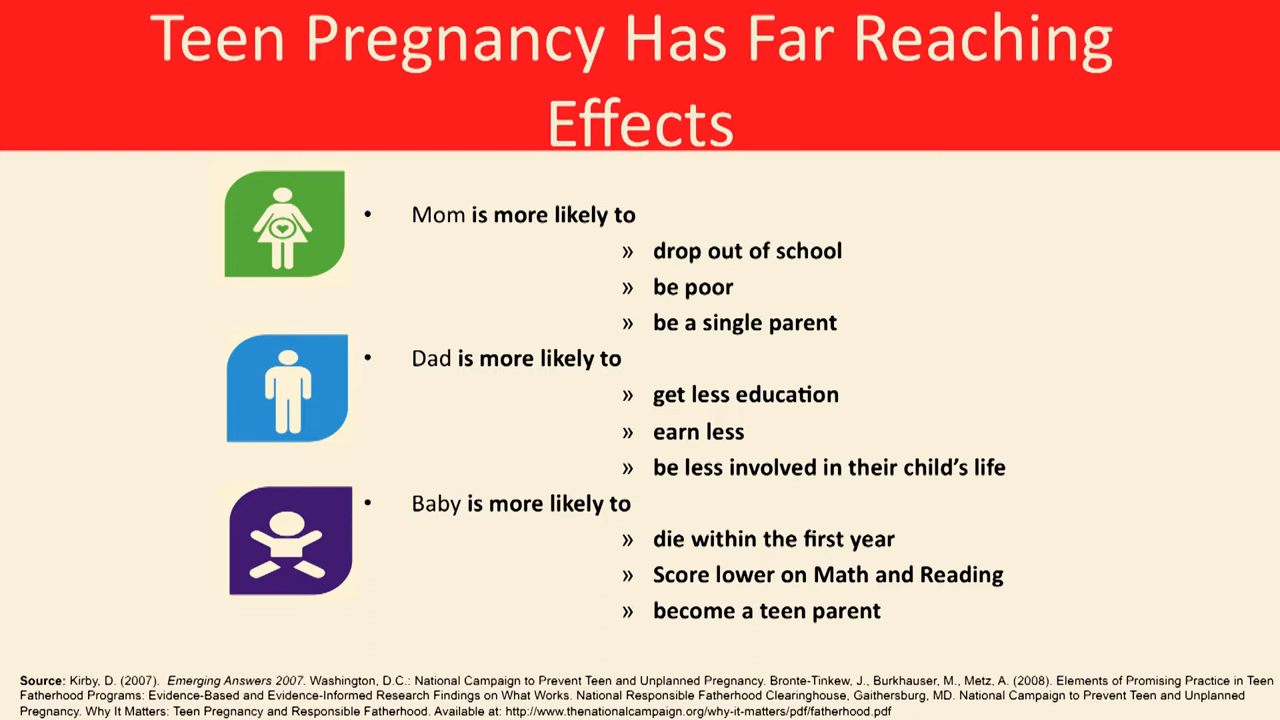 Teen Pregnancy Has Far Reaching
Effects
• Mom is more likely to
» drop out of school
» be poor
» be a single parent
• Dad is more likely to
» get less education
» earn less
» be less involved in their child's life
• Baby is more likely to
» die within the first year
» Score lower on Math and Reading
» become a teen parent
Source: Kirby, D. (2007). Emerging Answers 2007. Washington, D.C.: National Campaign to Prevent Teen and Unplanned Pregnancy. Bronte-Tinkew, J., Burkhauser, M., Metz, A. (2008). Elements of Promising Practice in Teen
Fatherhood Programs: Evidence-Based and Evidence-Informed Research Findings on What Works. National Responsible Fatherhood Clearinghouse, Gaithersburg, MD. National Campaign to Prevent Teen and Unplanned
Pregnancy. Why It Matters: Teen Pregnancy and Responsible Fatherhood. Available at: http://www.thenationalcampaign.org/why-it-matters/pdf/fatherhood.pdf